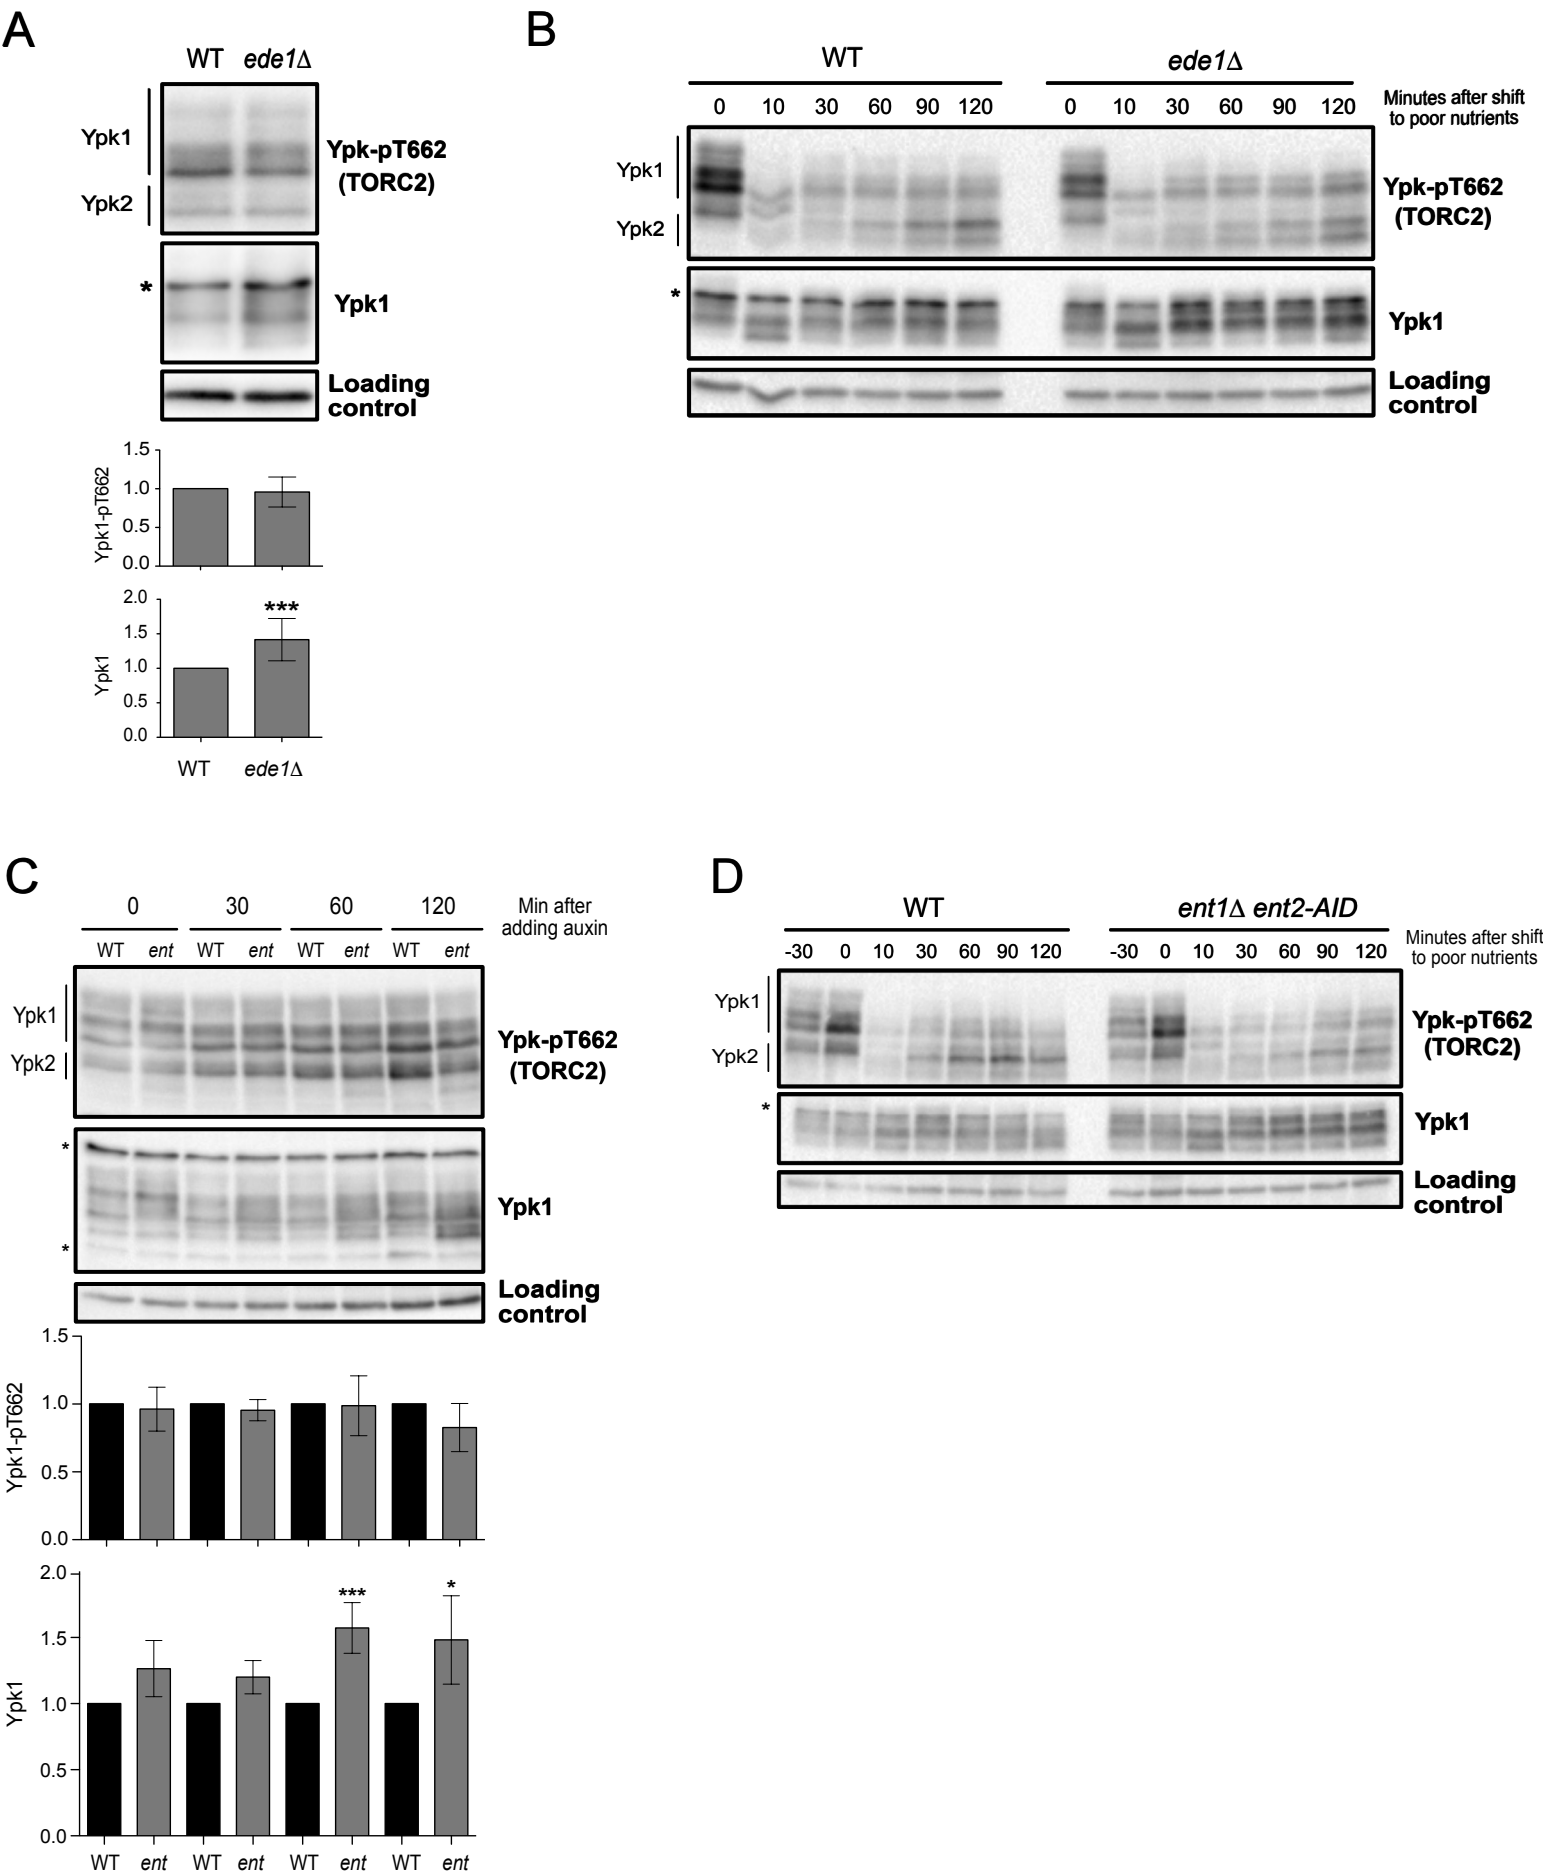 A
WT ede1Δ
Ypk1
Ypk2
Ypk-pT662
(TORC2)
*
Ypk1
Loading
control
1.5
1.0
0.5
0.0
Ypk1-pT662
2.0
1.5
1.0
0.5
0.0
Ypk1
***
WT ede1Δ
B
WT ede1Δ
0 10 30 60 90 120 0 10 30 60 90 120
Minutes after shift
to poor nutrients
Ypk1
Ypk2
Ypk-pT662
(TORC2)
*
Ypk1
Loading
control
C
0 30 60 120
Min after
adding auxin
WT ent WT ent WT ent WT ent
Ypk1
Ypk2
Ypk-pT662
(TORC2)
*
*
Ypk1
Loading
control
1.5
1.0
0.5
0.0
Ypk1-pT662
2.0
1.5
1.0
0.5
0.0
Ypk1
*** *
WT ent WT ent WT ent WT ent
D
WT ent1Δ ent2-AID
-30 0 10 30 60 90 120 -30 0 10 30 60 90 120
Minutes after shift
to poor nutrients
Ypk1
Ypk2
Ypk-pT662
(TORC2)
*
Ypk1
Loading
control